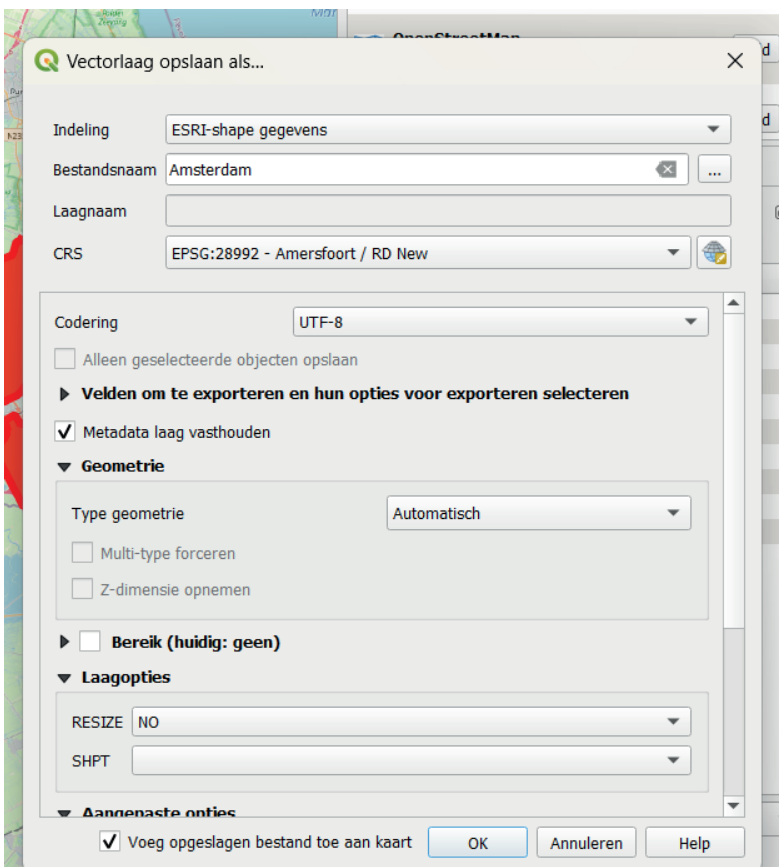 Vectorlaag opslaan als...
Indeling ESRI-shape gegevens
Bestandsnaam Amsterdam ...
Laagnaam
CRS EPSG:28992 - Amersfoort / RD New
Codering UTF-8
Alleen geselecteerde objecten opslaan
Velden om te exporteren en hun opties voor exporteren selecteren
Metadata laag vasthouden
Geometrie
Type geometrie Automatisch
Multi-type forceren
Z-dimensie opnemen
Bereik (huidig: geen)
Laagopties
RESIZE NO
SHPT
Aangepaste opties
Voeg opgeslagen bestand toe aan kaart OK Annuleren Help